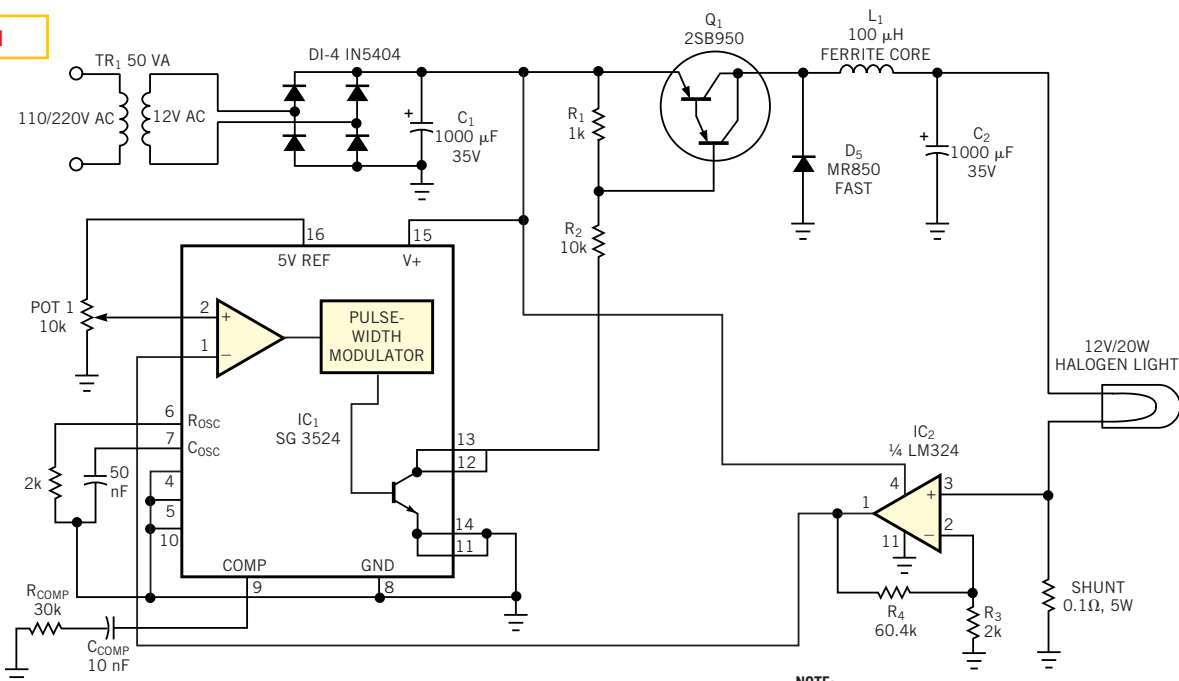 TR1 50 VA
110/220V AC
12V AC
DI-4 IN5404
+
C1
1000 µF
35V
R1
1k
R2
10k
Q1
2SB950
D5
MR850
FAST
L1
100 µH
FERRITE CORE
+
C2
1000 µF
35V
12V/20W
HALOGEN LIGHT
POT 1
10k
16
5V REF
15
V+
2
+
1
–
PULSE-
WIDTH
MODULATOR
6
ROSC
7
COSC
IC1
SG 3524
2k
50
nF
4
5
10
13
12
14
11
COMP
9
GND
8
RCOMP
30k
CCOMP
10 nF
IC2
¼ LM324
4
3
+
1
2
–
11
R4
60.4k
R3
2k
SHUNT
0.1Ω, 5W